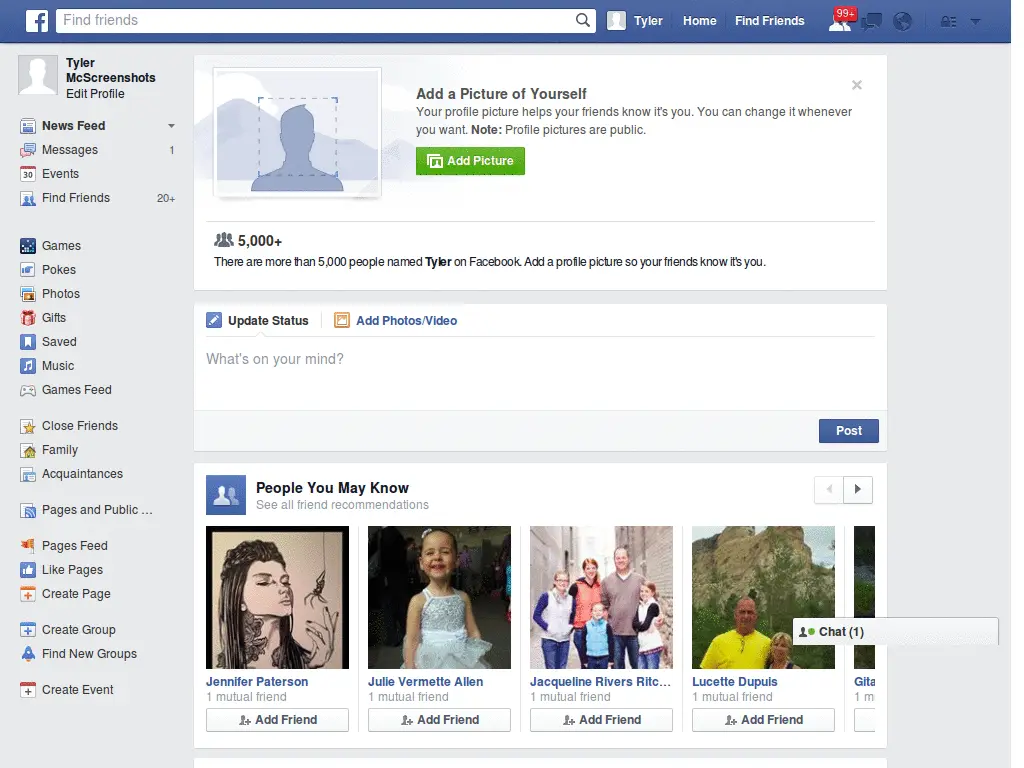 Find friends
Tyler
Home
Find Friends
99+
Tyler
McScreenshots
Edit Profile
News Feed
Messages 1
30 Events
Find Friends 20+
Games
Pokes
Photos
Gifts
Saved
Music
Games Feed
Close Friends
Family
Acquaintances
Pages and Public ...
Pages Feed
Like Pages
Create Page
Create Group
Find New Groups
Create Event
Add a Picture of Yourself
Your profile picture helps your friends know it's you. You can change it whenever
you want. Note: Profile pictures are public.
Add Picture
5,000+
There are more than 5,000 people named Tyler on Facebook. Add a profile picture so your friends know it's you.
Update Status
Add Photos/Video
What's on your mind?
Post
People You May Know
See all friend recommendations
Jennifer Paterson
1 mutual friend
Add Friend
Julie Vermette Allen
1 mutual friend
Add Friend
Jacqueline Rivers Ritc...
1 mutual friend
Add Friend
Lucette Dupuis
1 mutual friend
Add Friend
Gita
1 m
Chat (1)